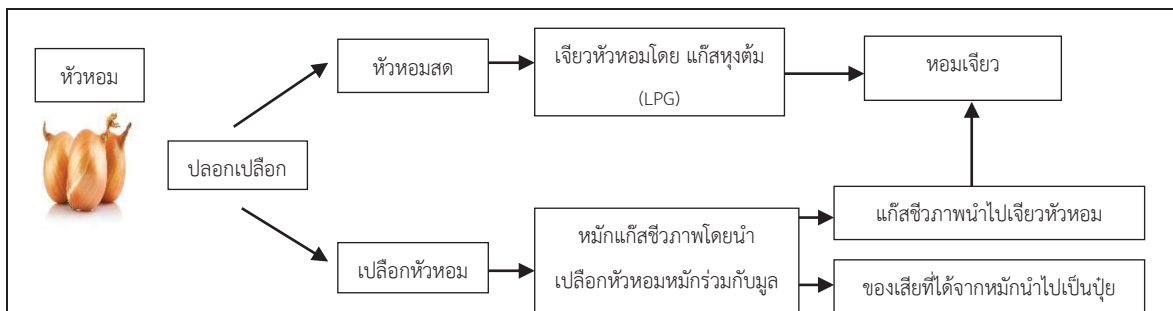 หัวหอม
ปลอกเปลือก
หัวหอมสด
เจียวหัวหอมโดย แก๊สหุงต้ม
(LPG)
หอมเจียว
เปลือกหัวหอม
หมักแก๊สชีวภาพโดยนำ
เปลือกหัวหอมหมักร่วมกับมูล
แก๊สชีวภาพนำไปเจียวหัวหอม
ของเสียที่ได้จากหมักนำไปเป็นปุ๋ย